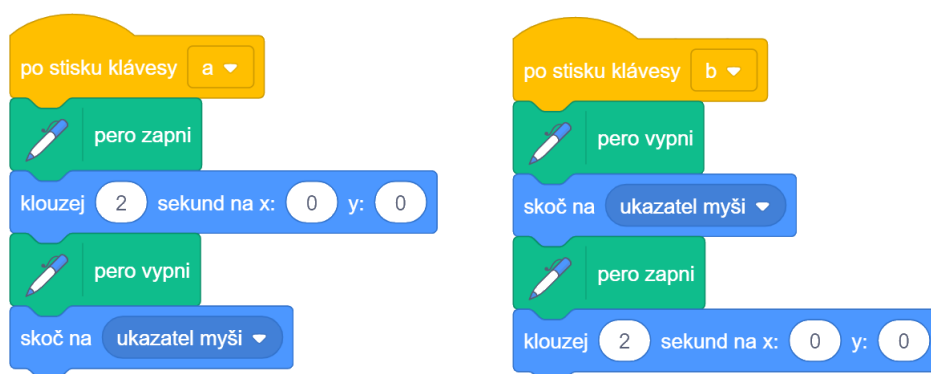 po stisku klávesy a
pero zapni
klouzej 2 sekund na x: 0 y: 0
pero vypni
skoč na ukazatel myši
po stisku klávesy b
pero vypni
skoč na ukazatel myši
pero zapni
klouzej 2 sekund na x: 0 y: 0